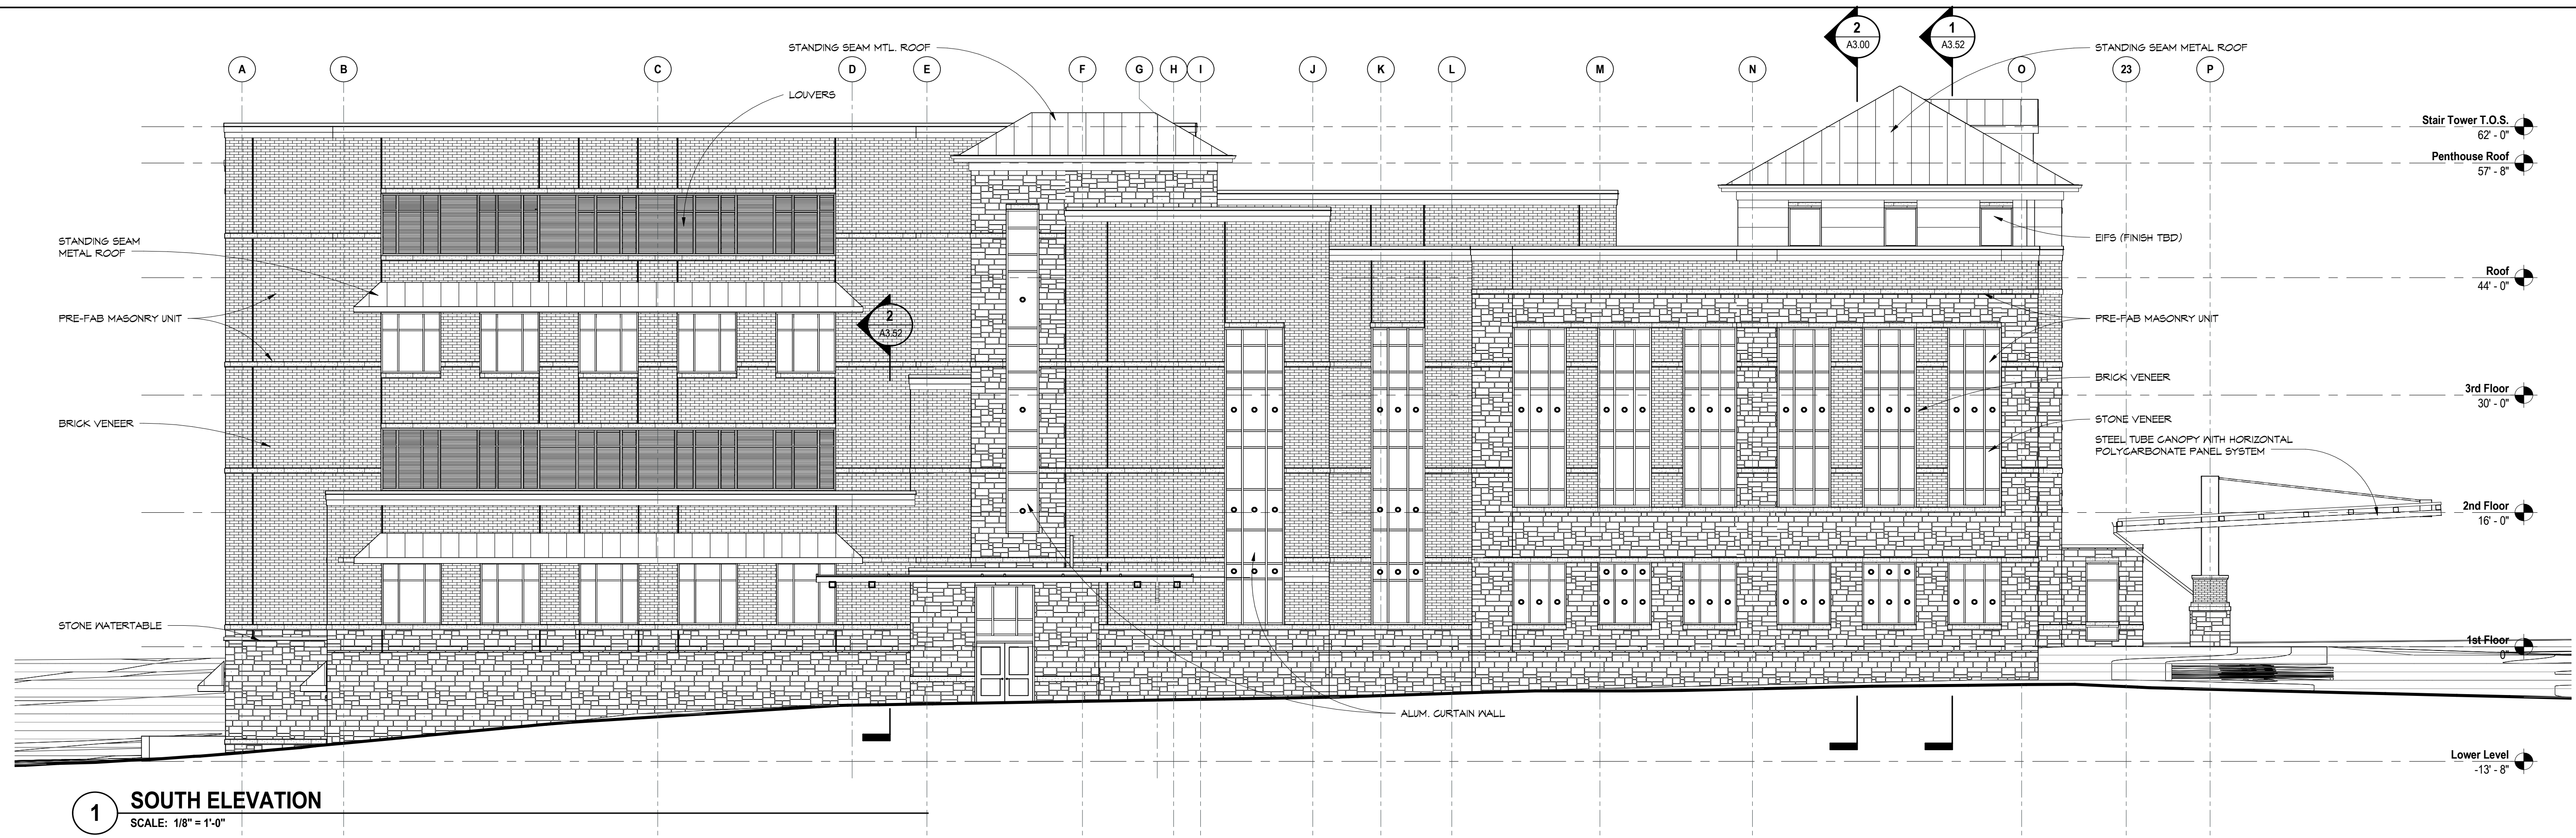 2
A3.00
1
A3.52
STANDING SEAM MTL. ROOF
STANDING SEAM METAL ROOF
A
B
C
D
E
F
G
H
I
J
K
L
M
N
O
23
P
LOUVERS
Stair Tower T.O.S.
62' - 0"
Penthouse Roof
57' - 8"
STANDING SEAM
METAL ROOF
EIFS (FINISH TBD)
Roof
44' - 0"
PRE-FAB MASONRY UNIT
2
A3.52
PRE-FAB MASONRY UNIT
BRICK VENEER
3rd Floor
30' - 0"
BRICK VENEER
STONE VENEER
STEEL TUBE CANOPY WITH HORIZONTAL
POLYCARBONATE PANEL SYSTEM
2nd Floor
16' - 0"
STONE WATERTABLE
1st Floor
0"
ALUM. CURTAIN WALL
Lower Level
-13' - 8"
1
SOUTH ELEVATION
SCALE: 1/8" = 1'-0"